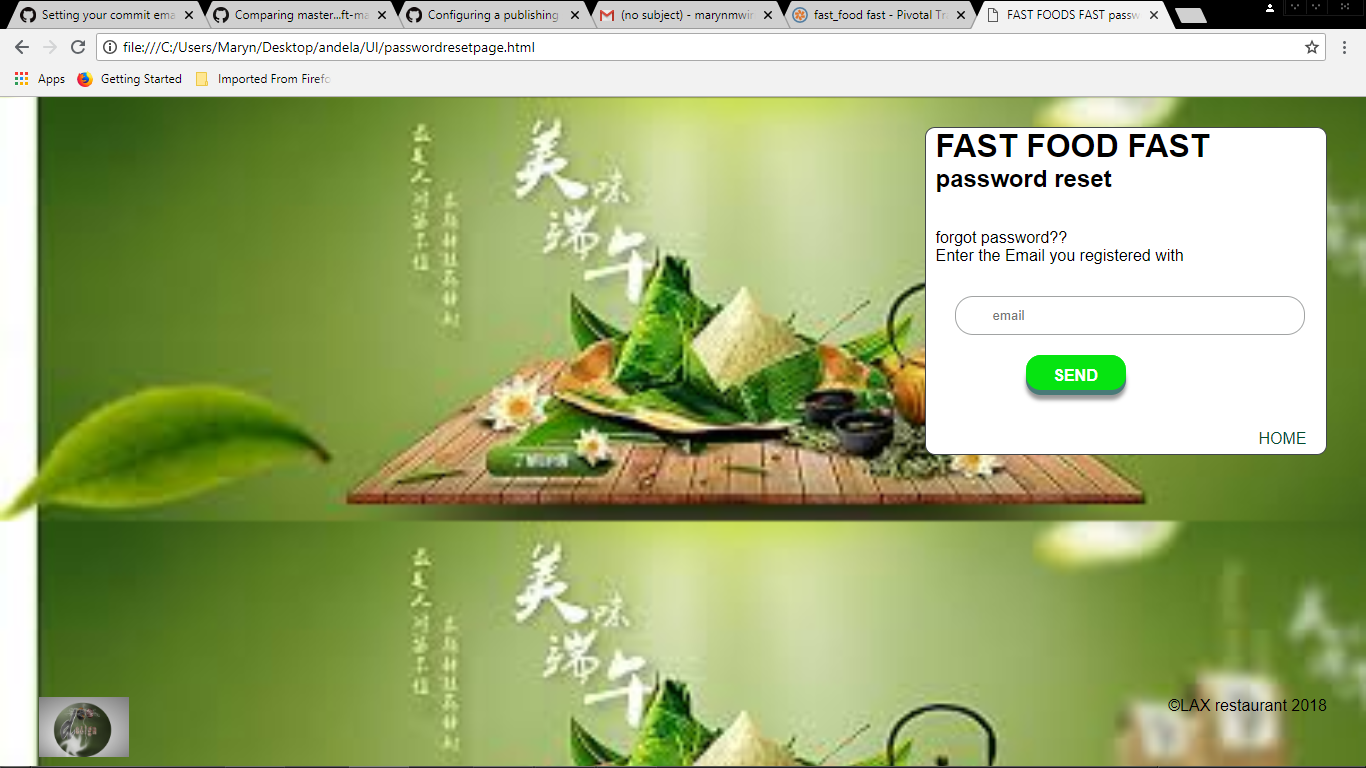 Setting your commit ema
Comparing master...ft-ma
Configuring a publishing
(no subject) - marynmwir
fast_food fast - Pivotal Tra
FAST FOODS FAST passw
file:///C:/Users/Maryn/Desktop/andela/UI/passwordresetpage.html
Apps
Getting Started
Imported From Firefo
美味
端午
FAST FOOD FAST
password reset
forgot password??
Enter the Email you registered with
email
SEND
HOME
美味
端午
©LAX restaurant 2018